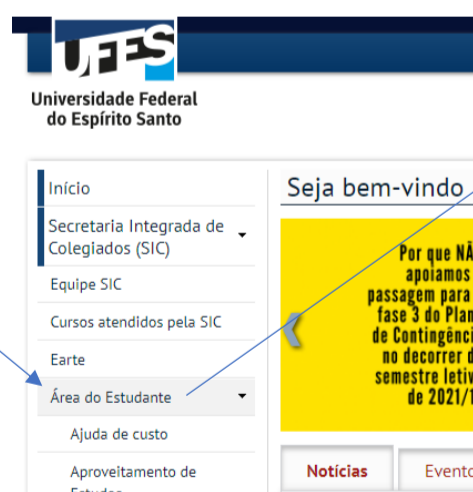 UFES
Universidade Federal
do Espírito Santo
Início
Secretaria Integrada de
Colegiados (SIC)
Equipe SIC
Cursos atendidos pela SIC
Earte
Área do Estudante
Ajuda de custo
Aproveitamento de
Seja bem-vindo
Por que NÃ
apoiamos
passagem para
fase 3 do Plan
de Contingênci
no decorrer d
semestre letiv
de 2021/1
Notícias
Evento